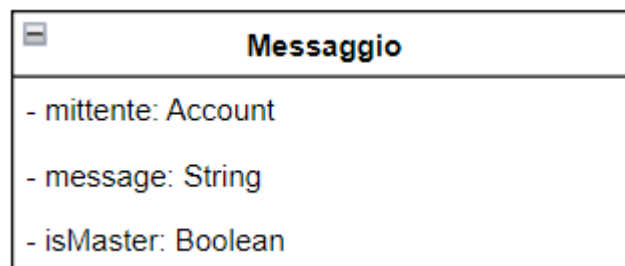 Messaggio
- mittente: Account
- message: String
- isMaster: Boolean